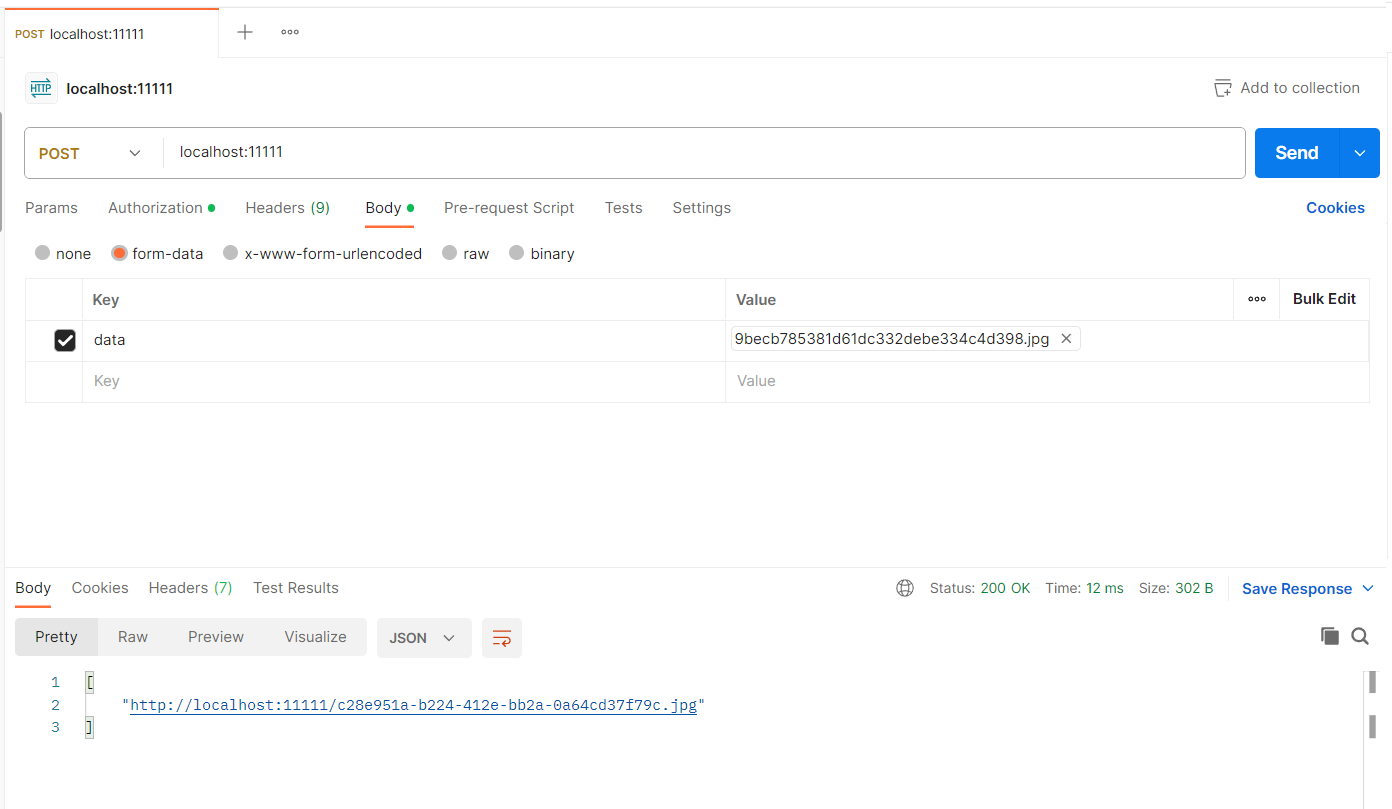 POST localhost:11111
HTTP localhost:11111 Add to collection
POST localhost:11111 Send
Params Authorization Headers (9) Body Pre-request Script Tests Settings Cookies
none form-data x-www-form-urlencoded raw binary
Key Value Bulk Edit
data 9becb785381d61dc332debe334c4d398.jpg
Key Value
Body Cookies Headers (7) Test Results Status: 200 OK Time: 12 ms Size: 302 B Save Response
Pretty Raw Preview Visualize JSON
1 [
2 "http://localhost:11111/c28e951a-b224-412e-bb2a-0a64cd37f79c.jpg"
3 ]